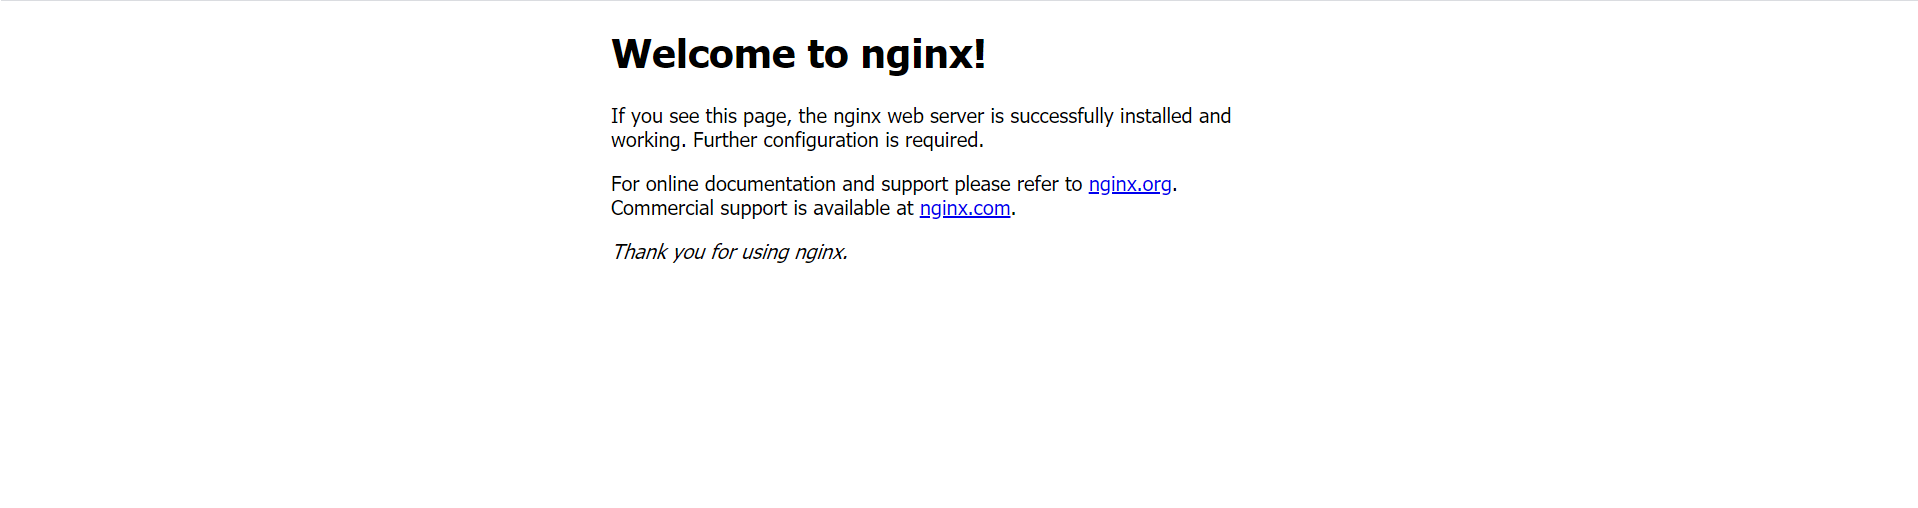 Welcome to nginx!
If you see this page, the nginx web server is successfully installed and
working. Further configuration is required.
For online documentation and support please refer to nginx.org.
Commercial support is available at nginx.com.
Thank you for using nginx.